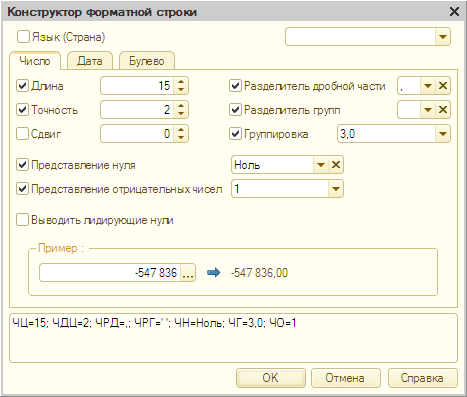 Конструктор форматной строки
Язык (Страна)
Число Дата Булево
Длина 15 Разделитель дробной части ,
Точность 2 Разделитель групп
Сдвиг 0 Группировка 3,0
Представление нуля Ноль
Представление отрицательных чисел 1
Выводить лидирующие нули
Пример :
-547 836 ... -547 836,00
ЧЦ=15; ЧДЦ=2; ЧРД=,; ЧРГ=' '; ЧН=Ноль; ЧГ=3,0; ЧО=1
OK Отмена Справка